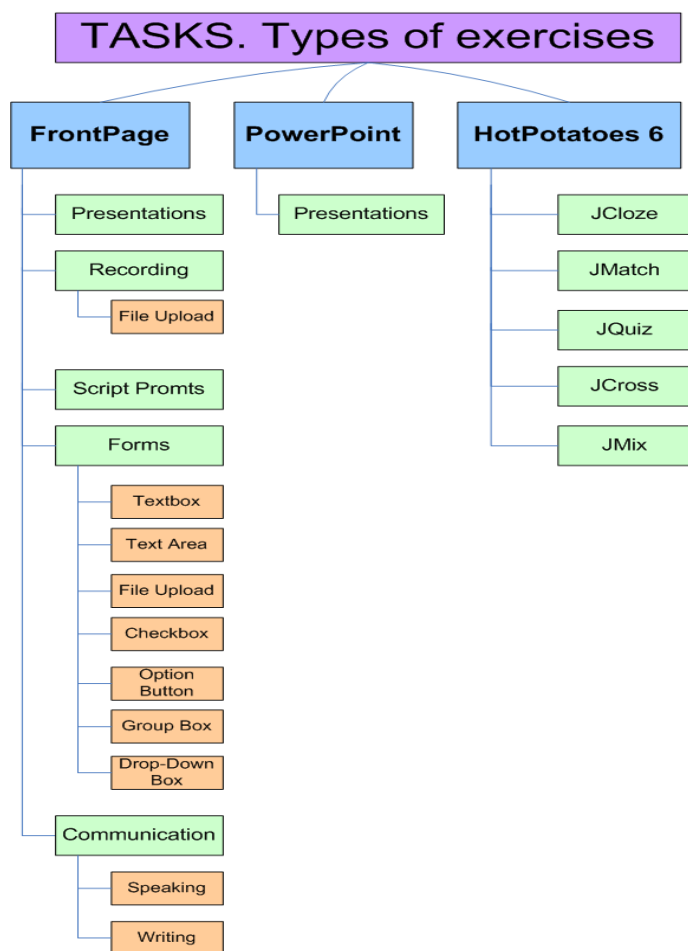 TASKS. Types of exercises
FrontPage
PowerPoint
HotPotatoes 6
Presentations
Recording
File Upload
Script Promts
Forms
Textbox
Text Area
File Upload
Checkbox
Option
Button
Group Box
Drop-Down
Box
Communication
Speaking
Writing
Presentations
JCloze
JMatch
JQuiz
JCross
JMix